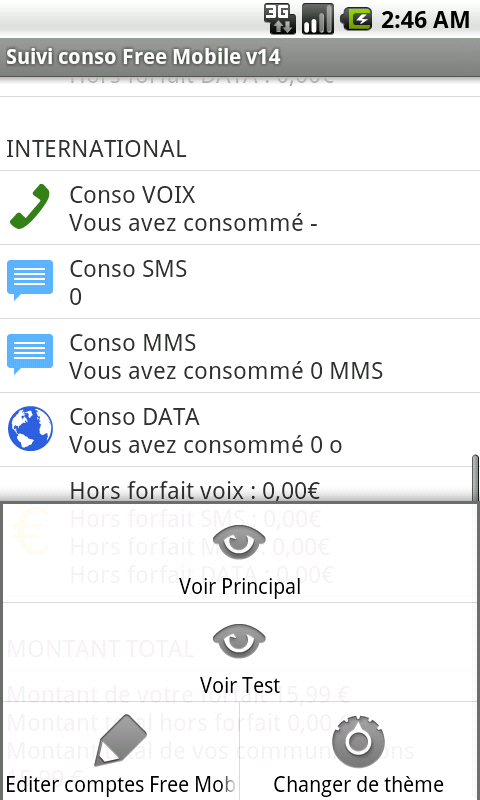 3G 2:46 AM
Suivi conso Free Mobile v14
Hors forfait DATA : 0,00€
INTERNATIONAL
Conso VOIX
Vous avez consommé -
Conso SMS
0
Conso MMS
Vous avez consommé 0 MMS
Conso DATA
Vous avez consommé 0 o
Hors forfait voix : 0,00€
Hors forfait SMS : 0,00€
Hors forfait M : 0,00€
Hors forfait DATA : 0,00€
Voir Principal
MONTANT TOTAL
Voir Test
Montant de votre forfait 15,99 €
Montant total hors forfait 0,00
Montant total de vos communications
Editer comptes Free Mob
Changer de thème